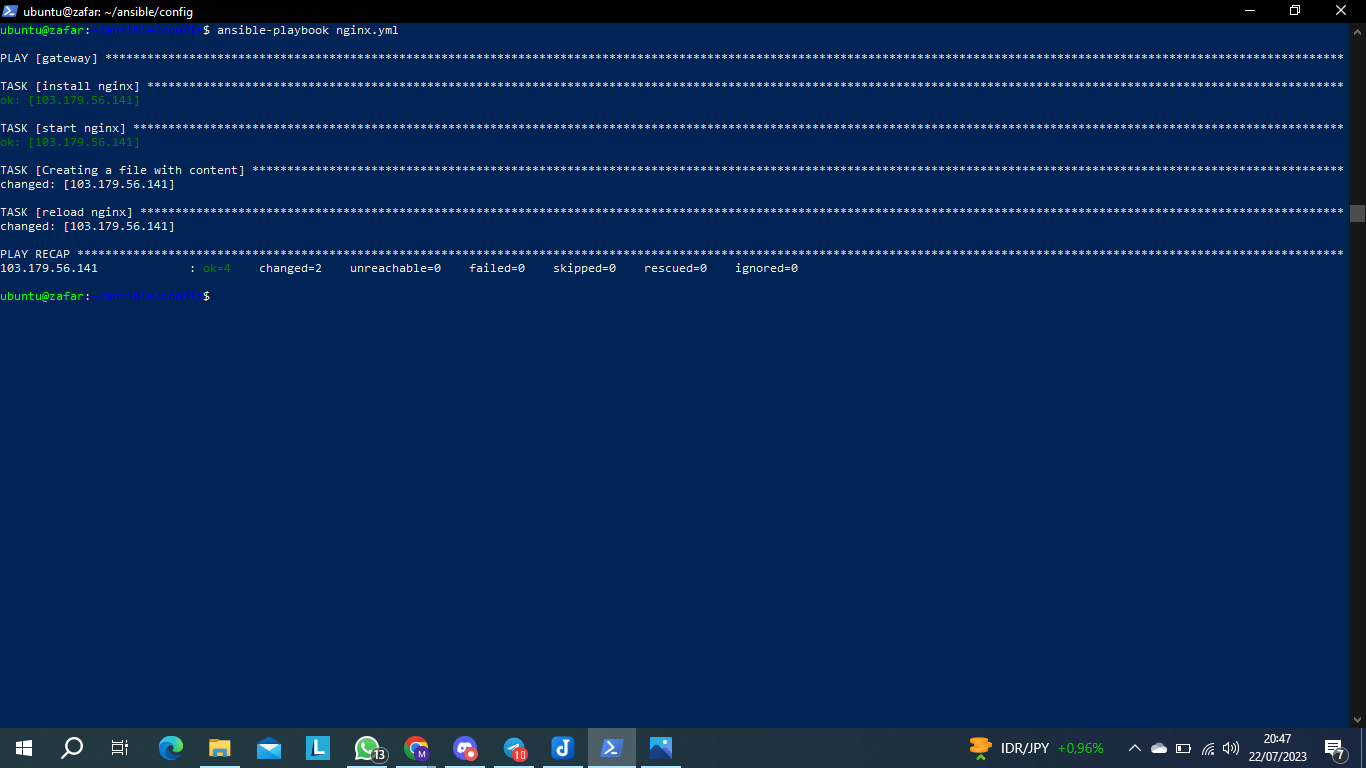 ubuntu@zafar: ~/ansible/config
ubuntu@zafar:~/ansible/config$ ansible-playbook nginx.yml
PLAY [gateway] *********************************************************************************************************************************************************************************
TASK [install nginx] ***************************************************************************************************************************************************************************
ok: [103.179.56.141]
TASK [start nginx] *****************************************************************************************************************************************************************************
ok: [103.179.56.141]
TASK [Creating a file with content] ************************************************************************************************************************************************************
changed: [103.179.56.141]
TASK [reload nginx] ****************************************************************************************************************************************************************************
changed: [103.179.56.141]
PLAY RECAP *************************************************************************************************************************************************************************************
103.179.56.141             : ok=4    changed=2    unreachable=0    failed=0    skipped=0    rescued=0    ignored=0
ubuntu@zafar:~/ansible/config$
L
13
M
10
IDR/JPY +0,96%
20:47
22/07/2023
7